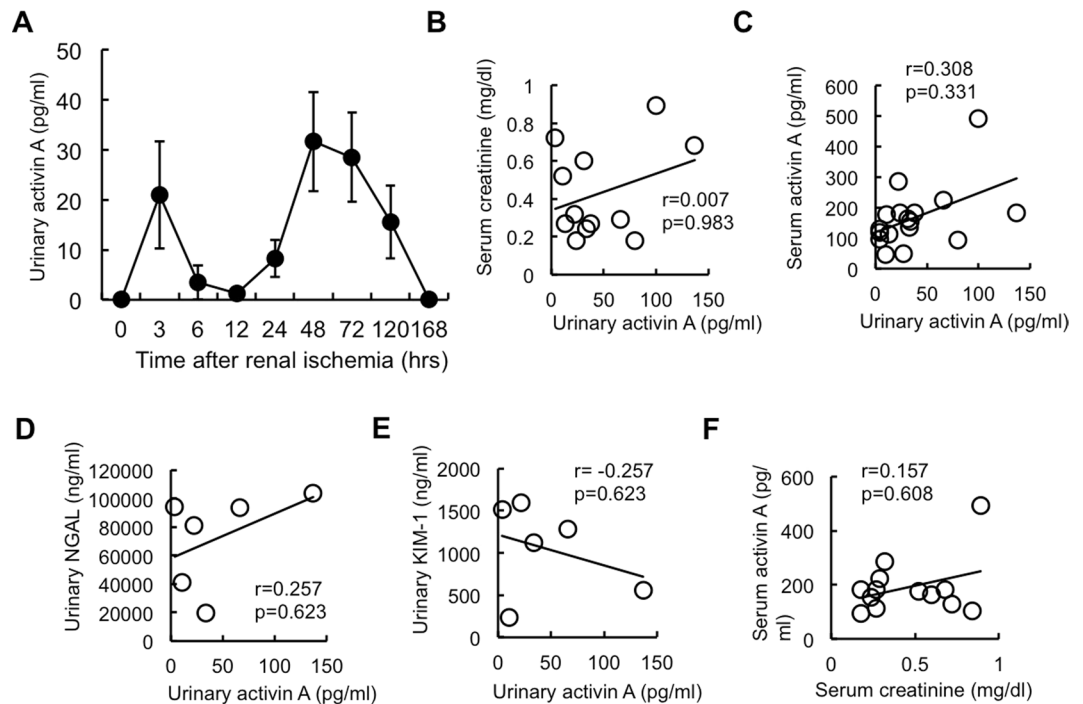 A
Urinary activin A (pg/ml)
50
40
30
20
10
0
0 3 6 12 24 48 72 120 168
Time after renal ischemia (hrs)
B
Serum creatinine (mg/dl)
1
0.8
0.6
0.4
0.2
0
r=0.007
p=0.983
0 50 100 150
Urinary activin A (pg/ml)
C
Serum activin A (pg/ml)
r=0.308
p=0.331
600
500
400
300
200
100
0
0 50 100 150
Urinary activin A (pg/ml)
D
Urinary NGAL (ng/ml)
120000
100000
80000
60000
40000
20000
0
r=0.257
p=0.623
0 50 100 150
Urinary activin A (pg/ml)
E
Urinary KIM-1 (ng/ml)
r= -0.257
p=0.623
2000
1500
1000
500
0
0 50 100 150
Urinary activin A (pg/ml)
F
Serum activin A (pg/
ml)
r=0.157
p=0.608
600
400
200
0
0 0.5 1
Serum creatinine (mg/dl)